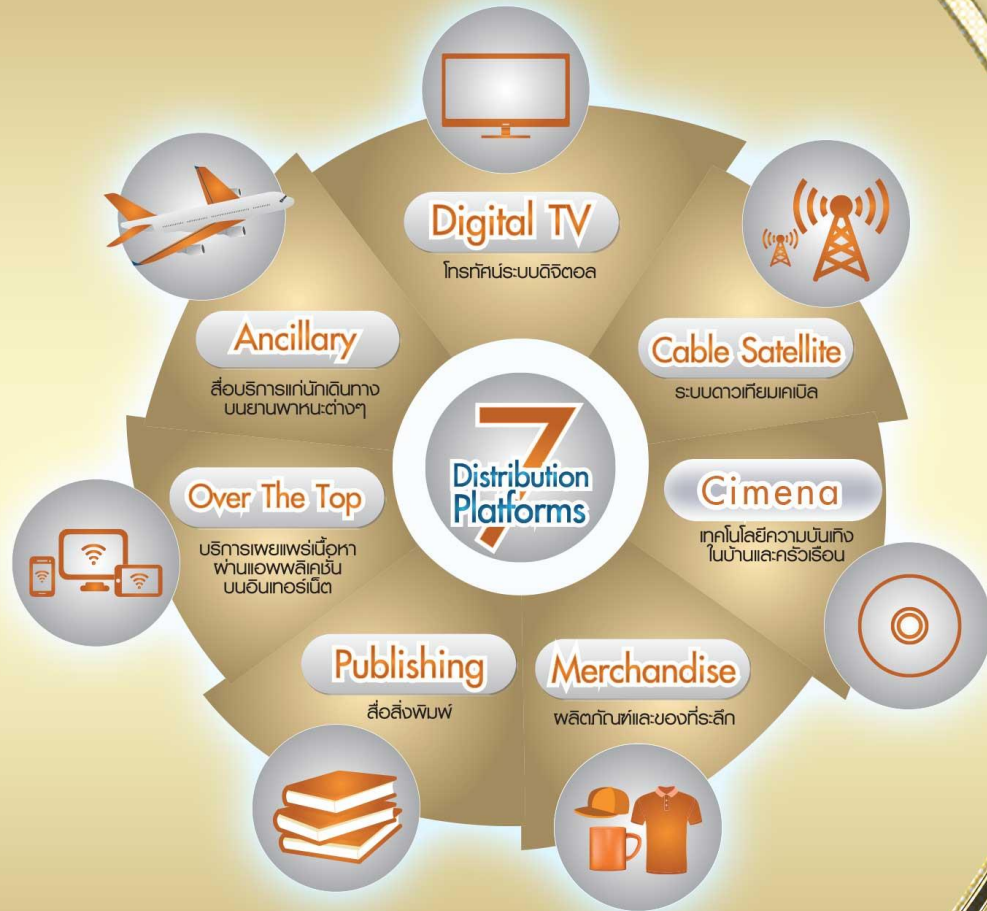 Digital TV
โทรทัศน์ระบบดิจิตอล
Cable Satellite
ระบบดาวเทียมเคเบิล
Cimena
เทคโนโลยีความบันเทิง
ในบ้านและครัวเรือน
Merchandise
ผลิตภัณฑ์และของที่ระลึก
Publishing
สื่อสิ่งพิมพ์
Over The Top
บริการเผยแพร่เนื้อหา
ผ่านแอพพลิเคชั่น
บนอินเทอร์เน็ต
Ancillary
สื่อบริการแก่นักเดินทาง
บนยานพาหนะต่างๆ
7
Distribution
Platforms